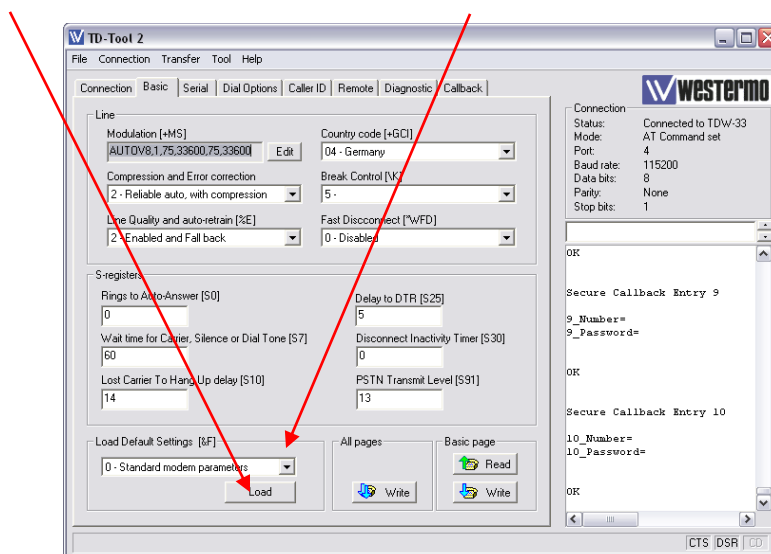 TD-Tool 2
File Connection Transfer Tool Help
Connection Basic Serial Dial Options Caller ID Remote Diagnostic Callback
Line
Modulation [+MS]
AUTOV8,1,75,33600,75,33600
Edit
Country code [+GCI]
04 - Germany
Compression and Error correction
2 - Reliable auto, with compression
Break Control [\K]
5 -
Line Quality and auto-retrain [%E]
2 - Enabled and Fall back
Fast Disconnect ["WFD]
0 - Disabled
S-registers
Rings to Auto-Answer [S0]
0
Delay to DTR [S25]
5
Wait time for Carrier, Silence or Dial Tone [S7]
60
Disconnect Inactivity Timer [S30]
0
Lost Carrier To Hang Up delay [S10]
14
PSTN Transmit Level [S91]
13
Load Default Settings [&F]
0 - Standard modem parameters
Load
All pages
Write
Basic page
Read
Write
Westermo
Connection
Status: Connected to TDW-33
Mode: AT Command set
Port: 4
Baud rate: 115200
Data bits: 8
Parity: None
Stop bits: 1
OK
Secure Callback Entry 9
9_Number=
9_Password=
OK
Secure Callback Entry 10
10_Number=
10_Password=
OK
CTS DSR CD